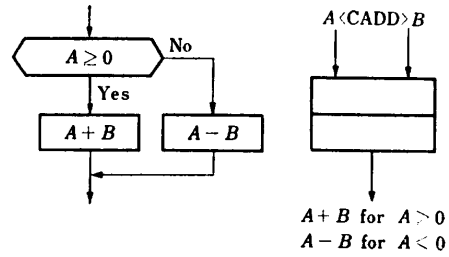 A ≥ 0
No
Yes
A + B
A − B
A⟨CADD⟩B
A + B for A ≥ 0
A − B for A < 0